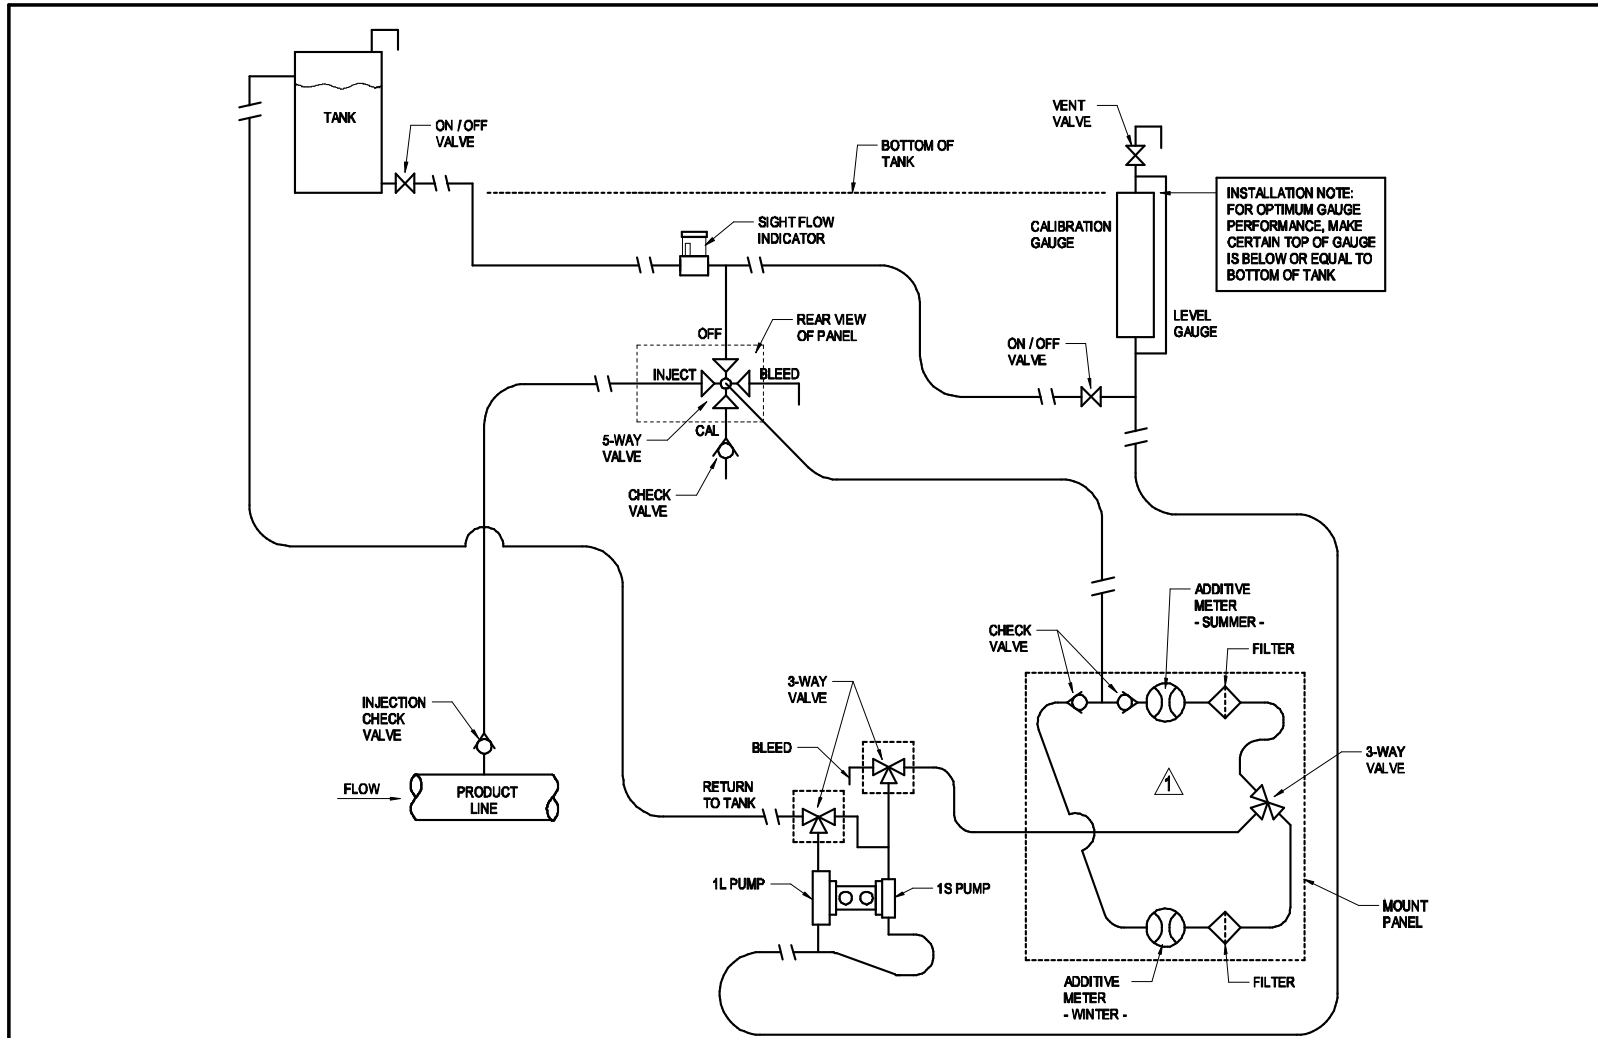 TANK
ON / OFF
VALVE
BOTTOM OF
TANK
VENT
VALVE
CALIBRATION
GAUGE
INSTALLATION NOTE:
FOR OPTIMUM GAUGE
PERFORMANCE, MAKE
CERTAIN TOP OF GAUGE
IS BELOW OR EQUAL TO
BOTTOM OF TANK
LEVEL
GAUGE
SIGHT FLOW
INDICATOR
OFF
REAR VIEW
OF PANEL
INJECT
BLEED
CAL
5-WAY
VALVE
CHECK
VALVE
ON / OFF
VALVE
ADDITIVE
METER
- SUMMER -
CHECK
VALVE
FILTER
3-WAY
VALVE
INJECTION
CHECK
VALVE
BLEED
3-WAY
VALVE
1
FLOW
PRODUCT
LINE
RETURN
TO TANK
1L PUMP
1S PUMP
MOUNT
PANEL
ADDITIVE
METER
- WINTER -
FILTER